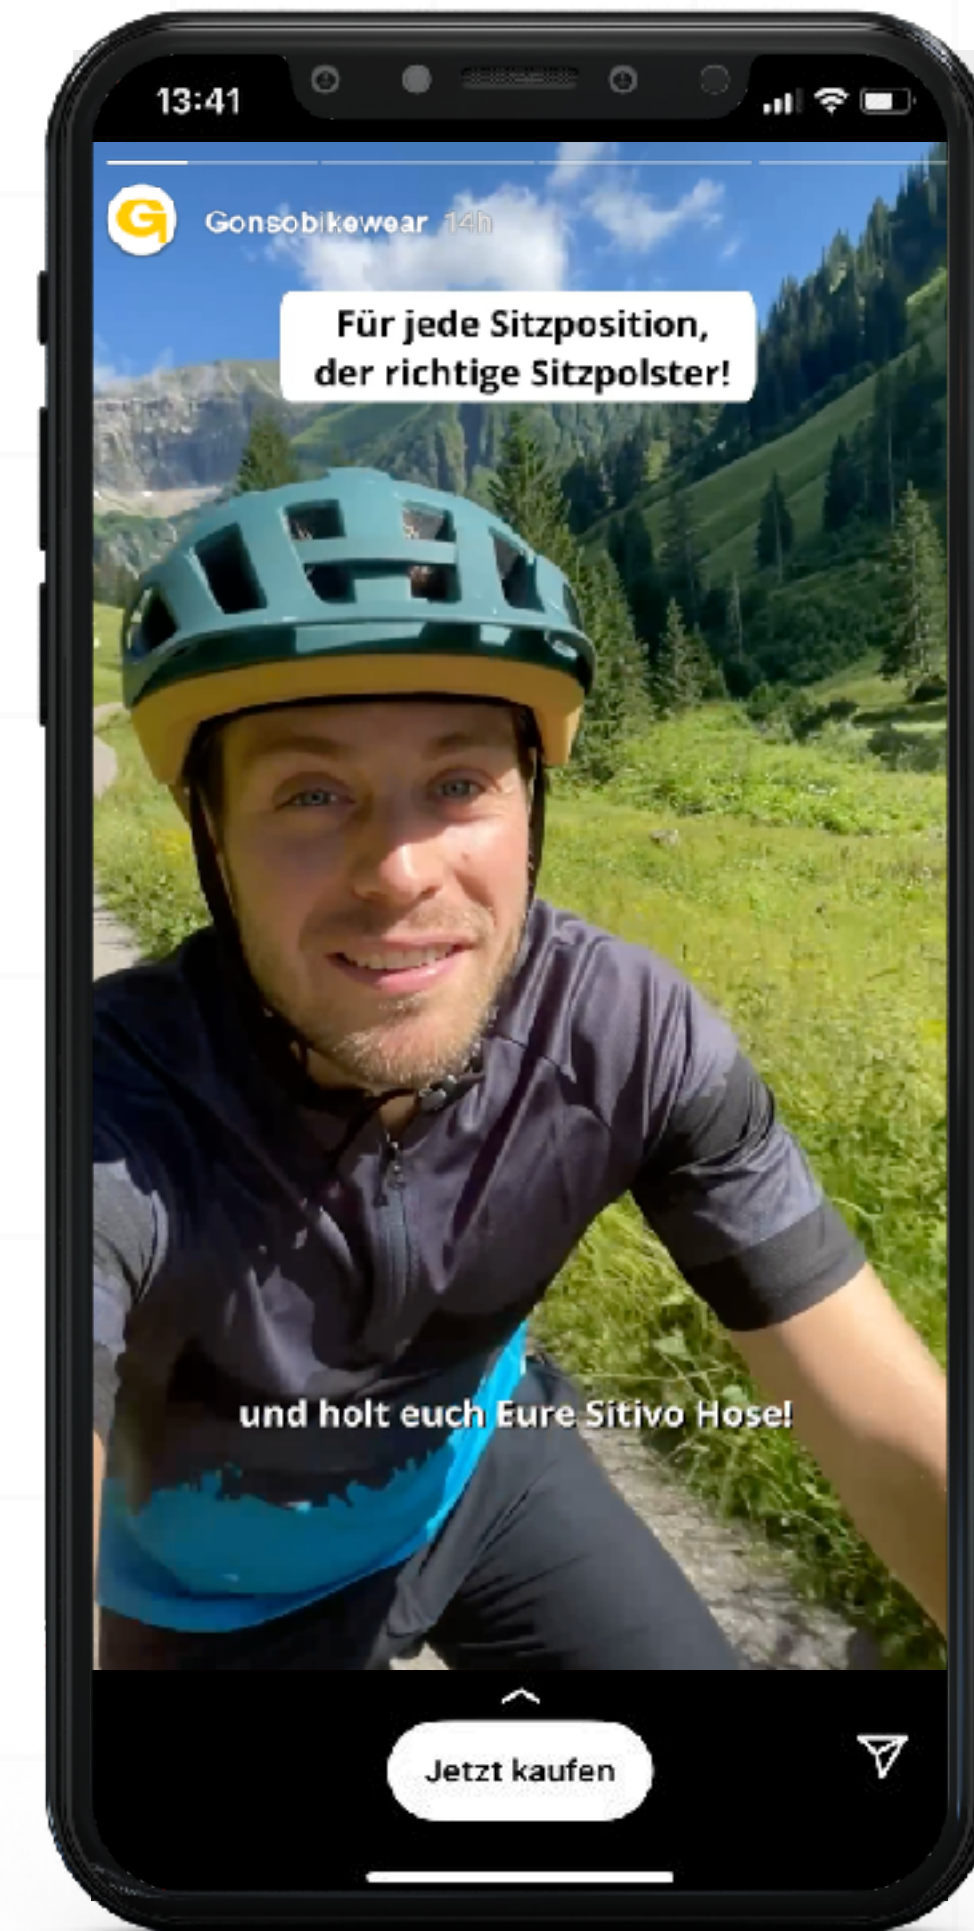 13:41
G
Gonsobikewear 14h
Für jede Sitzposition,
der richtige Sitzpolster!
und holt euch Eure Sitivo Hose!
Jetzt kaufen